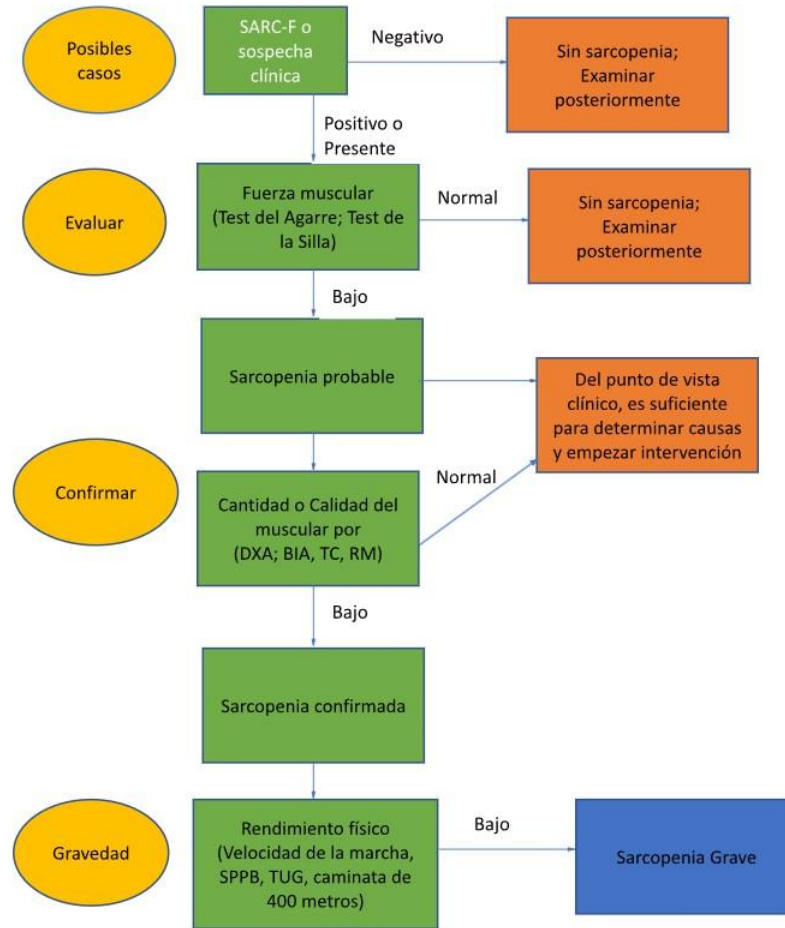 Posibles
casos
SARC-F o
sospecha
clínica
Negativo
Sin sarcopenia;
Examinar
posteriormente
Positivo o
Presente
Evaluar
Fuerza muscular
(Test del Agarre; Test de
la Silla)
Normal
Sin sarcopenia;
Examinar
posteriormente
Bajo
Sarcopenia probable
Del punto de vista
clínico, es suficiente
para determinar causas
y empezar intervención
Confirmar
Cantidad o Calidad del
muscular por
(DXA; BIA, TC, RM)
Normal
Bajo
Sarcopenia confirmada
Gravedad
Rendimiento físico
(Velocidad de la marcha,
SPPB, TUG, caminata de
400 metros)
Bajo
Sarcopenia Grave